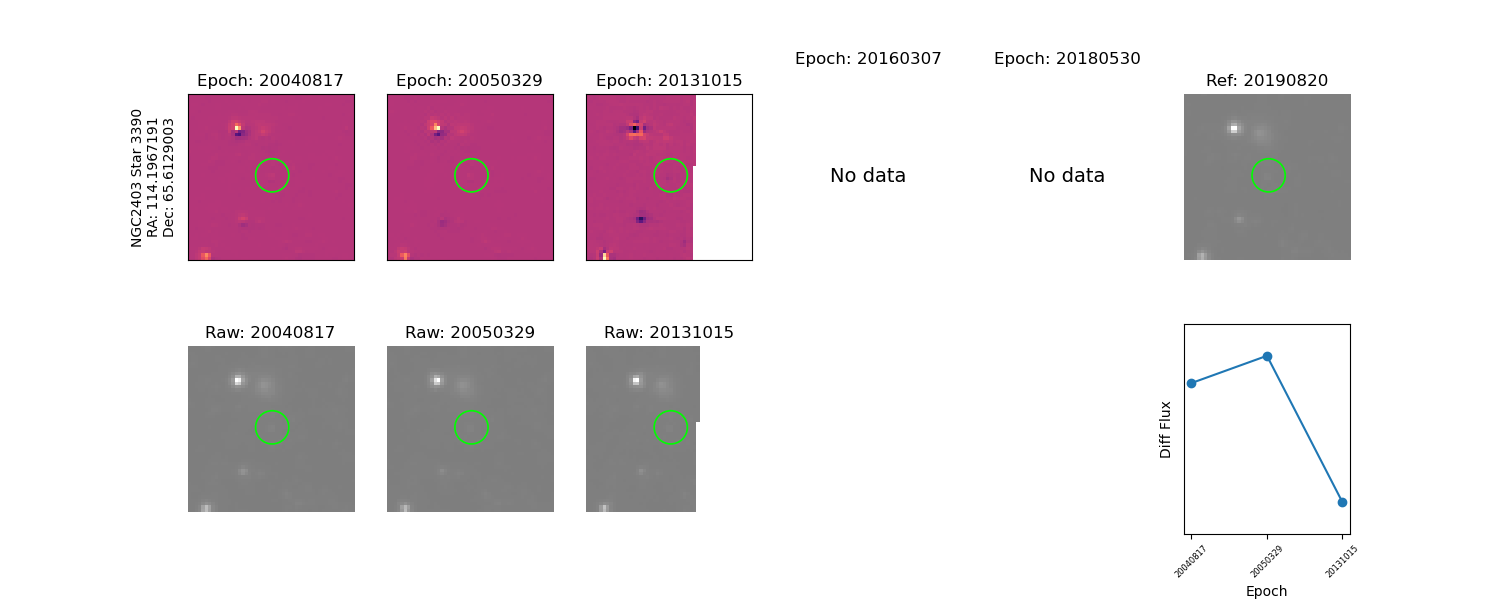 Epoch: 20040817
Epoch: 20050329
Epoch: 20131015
Epoch: 20160307
Epoch: 20180530
Ref: 20190820
NGC2403 Star 3390
RA: 114.1967191
Dec: 65.6129003
No data
No data
Raw: 20040817
Raw: 20050329
Raw: 20131015
Diff Flux
20040817
20050329
20131015
Epoch